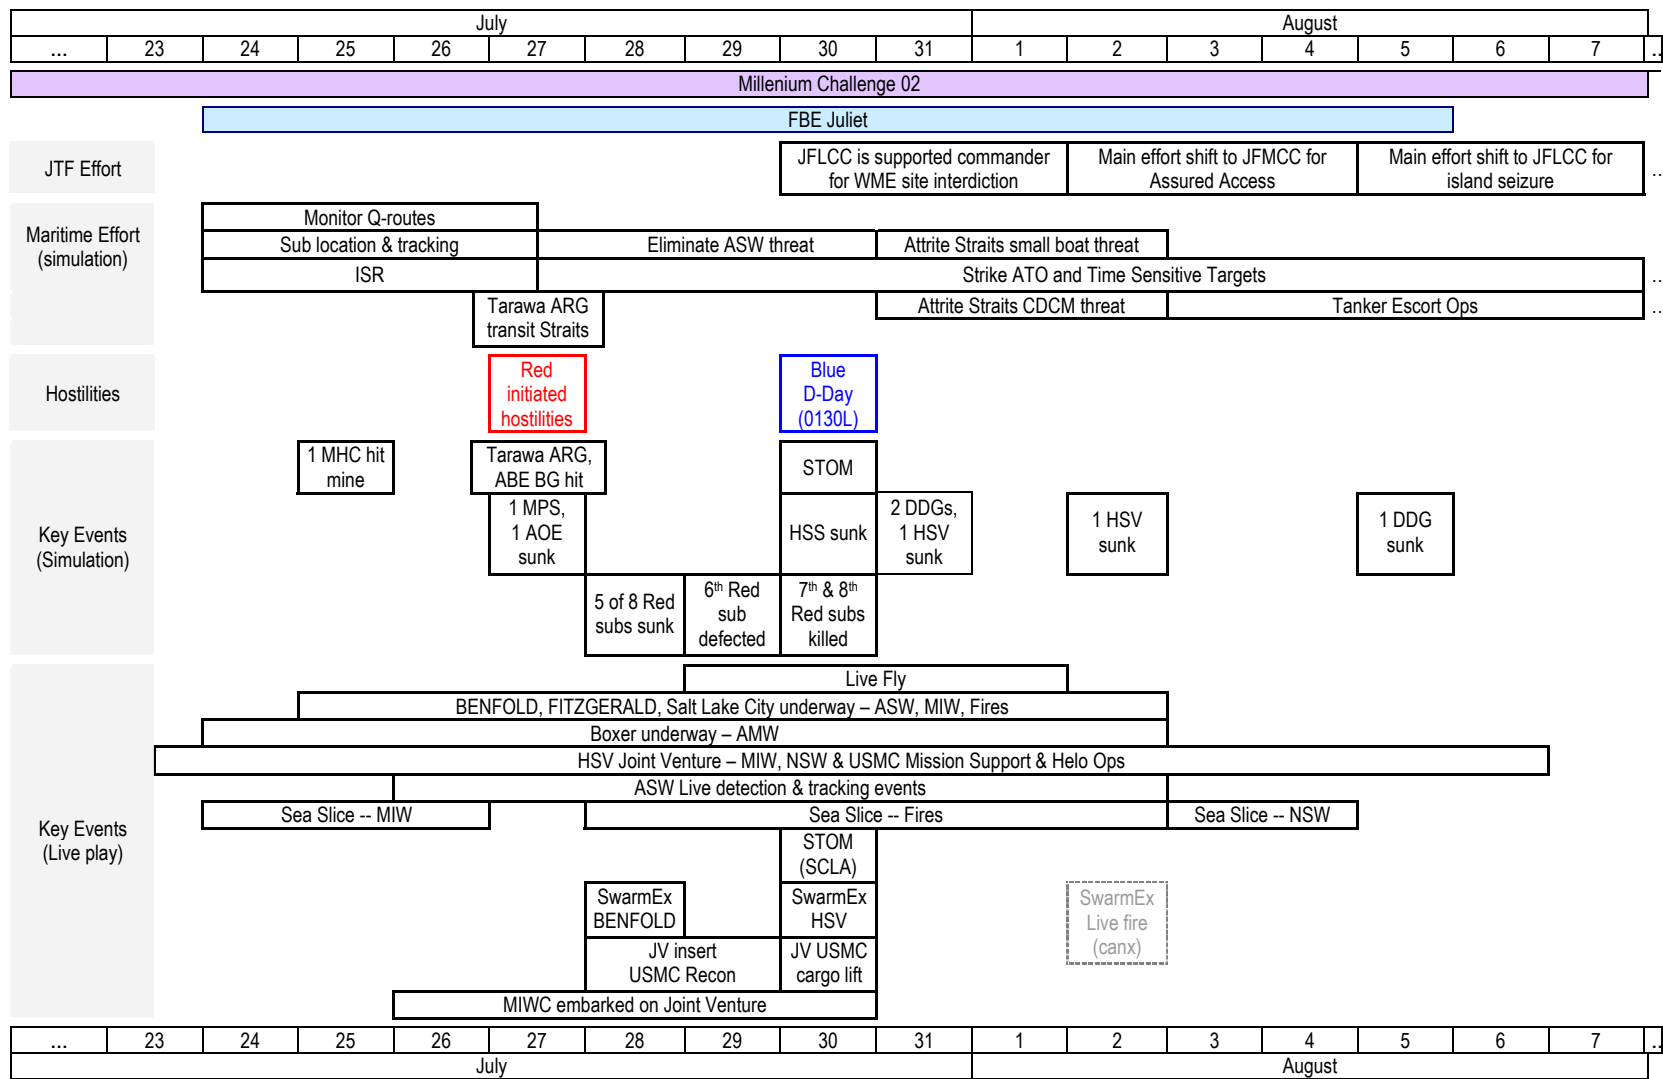 July
August
... 23 24 25 26 27 28 29 30 31 1 2 3 4 5 6 7 ..
Millenium Challenge 02
FBE Juliet
JTF Effort
JFLCC is supported commander
for WME site interdiction
Main effort shift to JFMCC for
Assured Access
Main effort shift to JFLCC for
island seizure
..
Maritime Effort
(simulation)
Monitor Q-routes
Sub location & tracking
Eliminate ASW threat
Attrite Straits small boat threat
ISR
Strike ATO and Time Sensitive Targets
..
Tarawa ARG
transit Straits
Attrite Straits CDCM threat
Tanker Escort Ops
..
Hostilities
Red
initiated
hostilities
Blue
D-Day
(0130L)
Key Events
(Simulation)
1 MHC hit
mine
Tarawa ARG,
ABE BG hit
STOM
1 MPS,
1 AOE
sunk
HSS sunk
2 DDGs,
1 HSV
sunk
1 HSV
sunk
1 DDG
sunk
5 of 8 Red
subs sunk
6th Red
sub
defected
7th & 8th
Red subs
killed
Key Events
(Live play)
Live Fly
BENFOLD, FITZGERALD, Salt Lake City underway – ASW, MIW, Fires
Boxer underway – AMW
HSV Joint Venture – MIW, NSW & USMC Mission Support & Helo Ops
ASW Live detection & tracking events
Sea Slice -- MIW
Sea Slice -- Fires
Sea Slice -- NSW
STOM
(SCLA)
SwarmEx
BENFOLD
SwarmEx
HSV
SwarmEx
Live fire
(canx)
JV insert
USMC Recon
JV USMC
cargo lift
MIWC embarked on Joint Venture
... 23 24 25 26 27 28 29 30 31 1 2 3 4 5 6 7 ..
July
August